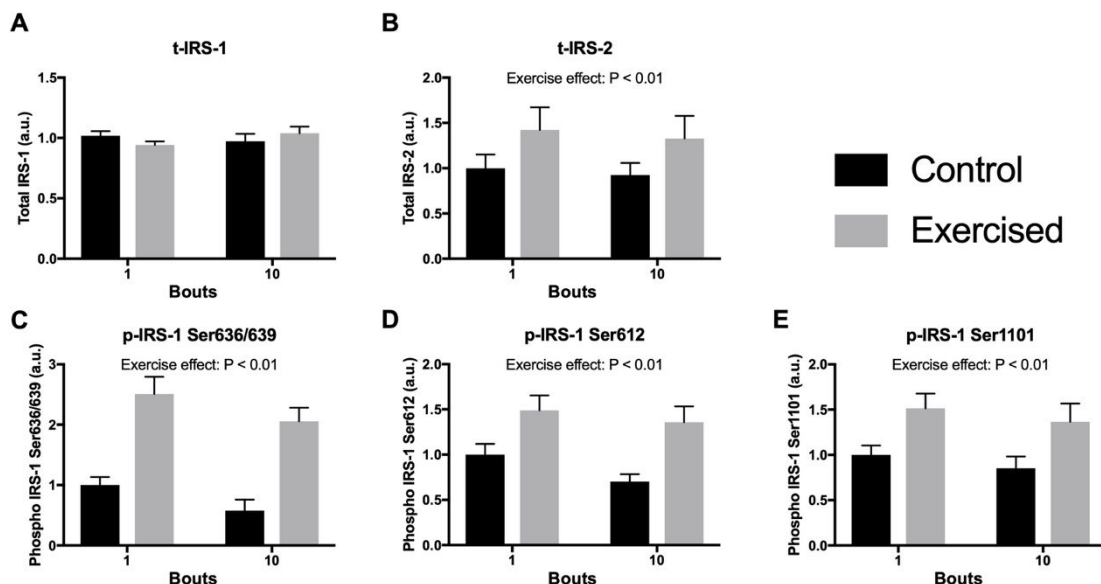 A
t-IRS-1
Total IRS-1 (a.u.)
1.5
1.0
0.5
0.0
1
10
Bouts
B
t-IRS-2
Exercise effect: P < 0.01
Total IRS-2 (a.u.)
2.0
1.5
1.0
0.5
0.0
1
10
Bouts
Control
Exercised
C
p-IRS-1 Ser636/639
Exercise effect: P < 0.01
Phospho IRS-1 Ser636/639 (a.u.)
3
2
1
0
1
10
Bouts
D
p-IRS-1 Ser612
Exercise effect: P < 0.01
Phospho IRS-1 Ser612 (a.u.)
2.0
1.5
1.0
0.5
0.0
1
10
Bouts
E
p-IRS-1 Ser1101
Exercise effect: P < 0.01
Phospho IRS-1 Ser1101 (a.u.)
2.0
1.5
1.0
0.5
0.0
1
10
Bouts